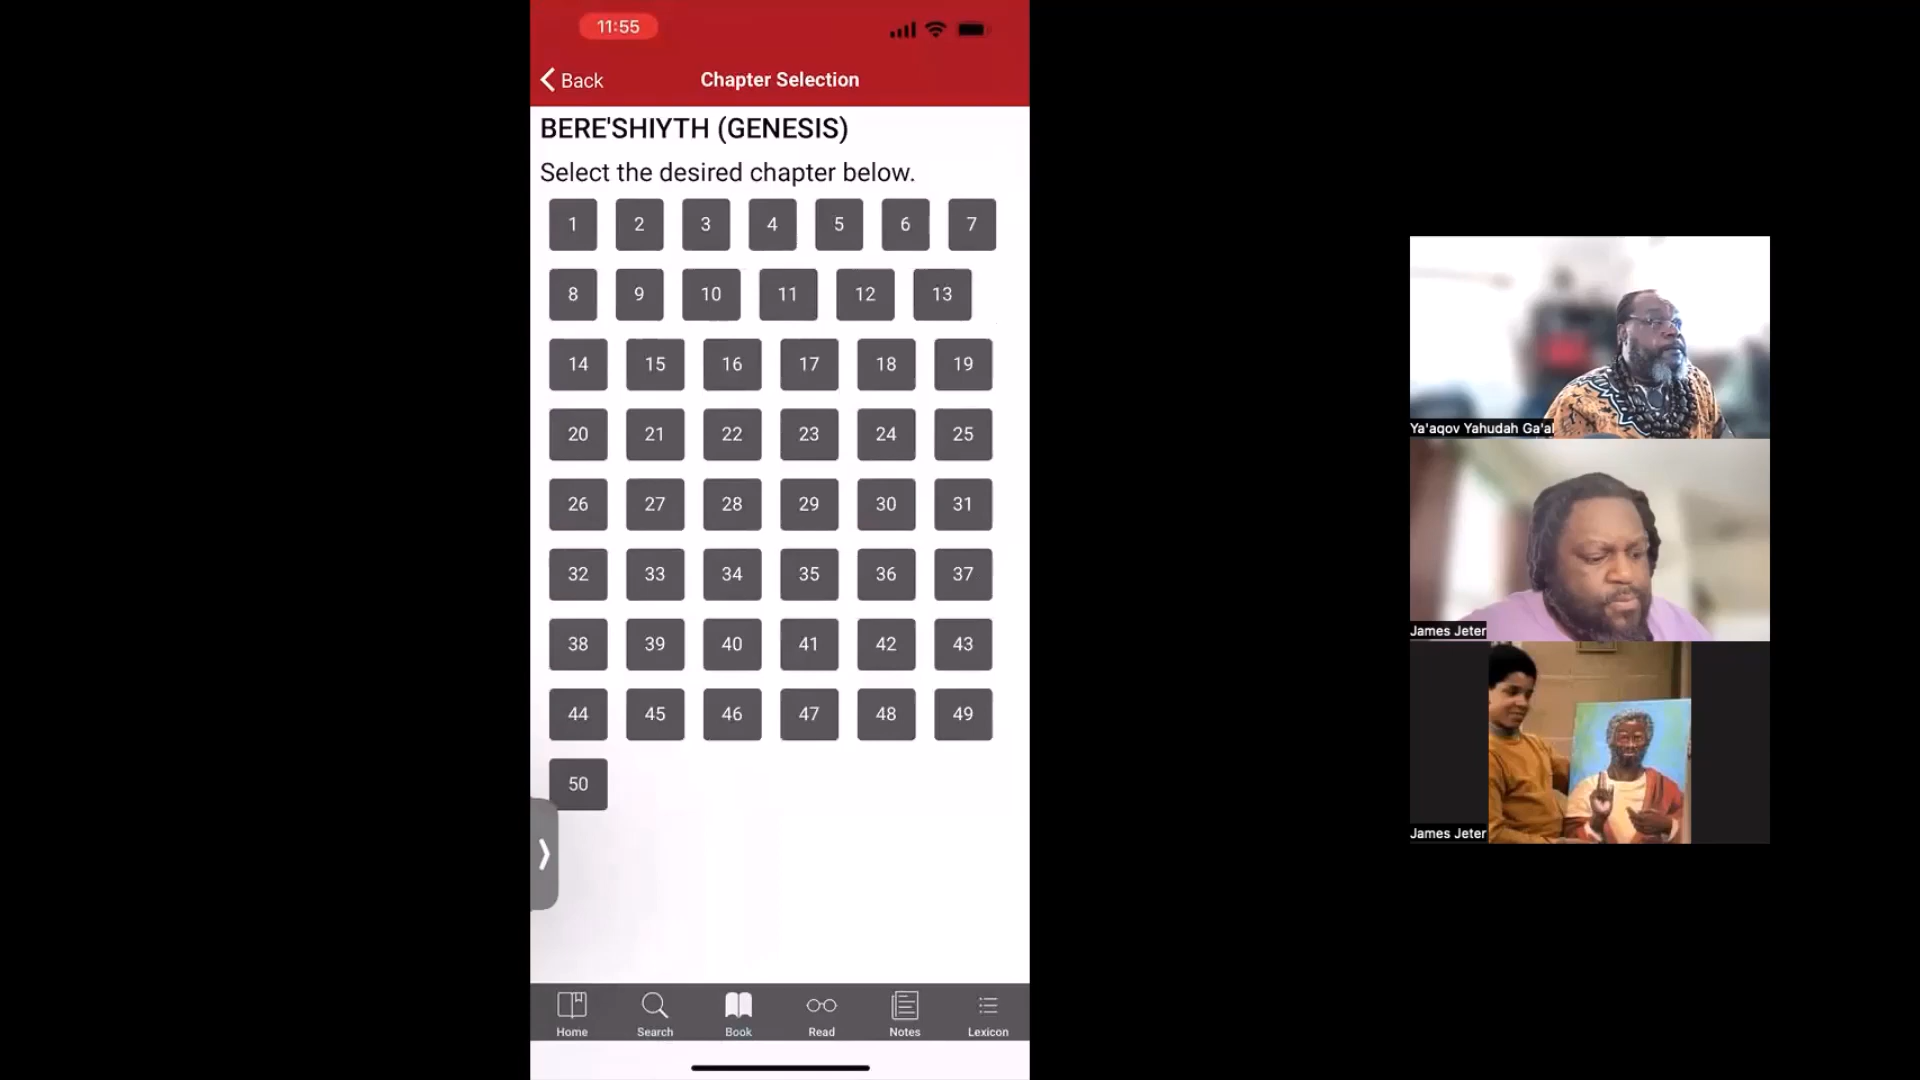 11:55
Back
Chapter Selection
BERE'SHIYTH (GENESIS)
Select the desired chapter below.
1 2 3 4 5 6 7
8 9 10 11 12 13
14 15 16 17 18 19
20 21 22 23 24 25
26 27 28 29 30 31
32 33 34 35 36 37
38 39 40 41 42 43
44 45 46 47 48 49
50
Home Search Book Read Notes Lexicon
Ya'aqov Yahudah Ga'al
James Jeter
James Jeter